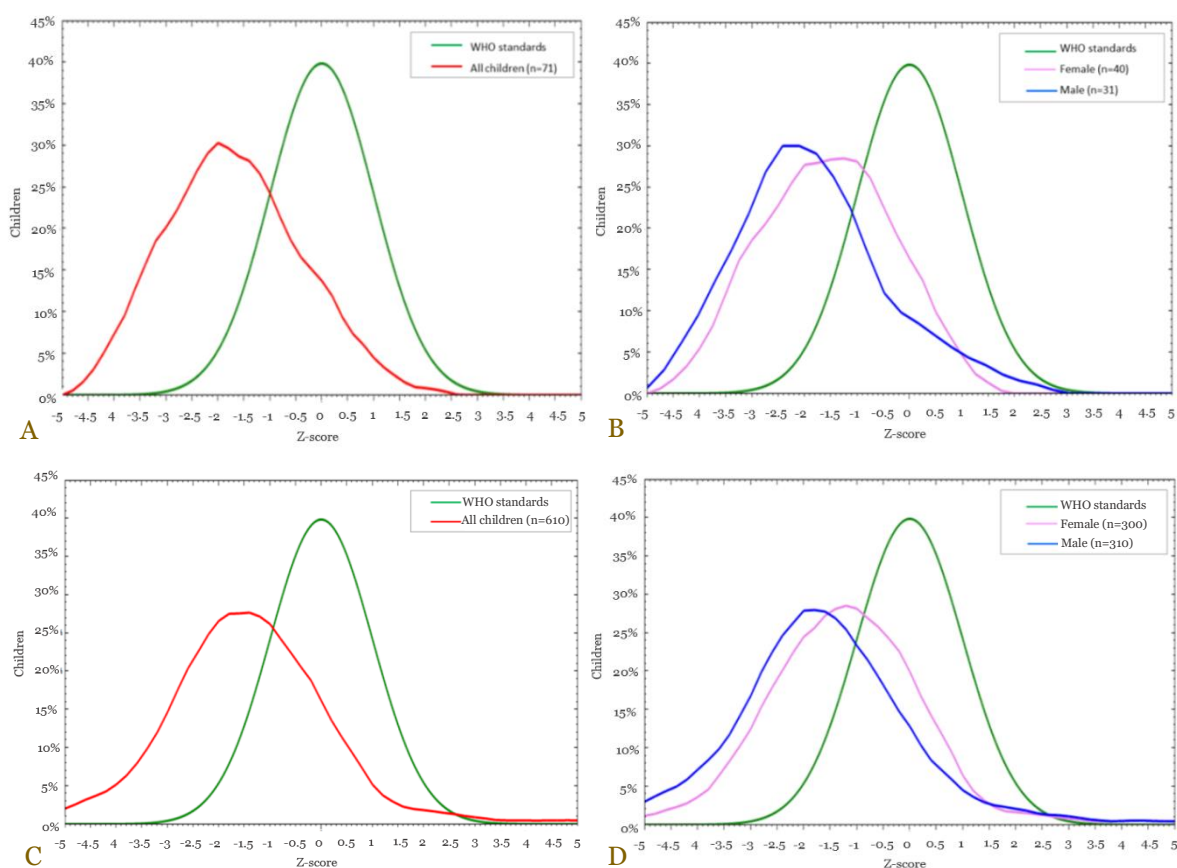 45%
40%
35%
30%
25%
20%
15%
10%
5%
0%
Children
WHO standards
All children (n=71)
-5 -4.5 4 -3.5 -3 -2.5 -2 -1.5 -1 -0.5 0 0.5 1 1.5 2 2.5 3 3.5 4 4.5 5
Z-score
A
45%
40%
35%
30%
25%
20%
15%
10%
5%
0%
Children
WHO standards
Female (n=40)
Male (n=31)
-5 -4.5 4 -3.5 -3 -2.5 -2 -1.5 -1 -0.5 0 0.5 1 1.5 2 2.5 3 3.5 4 4.5 5
Z-score
B
45%
40%
35%
30%
25%
20%
15%
10%
5%
0%
Children
WHO standards
All children (n=610)
-5 -4.5 4 -3.5 -3 -2.5 -2 -1.5 -1 -0.5 0 0.5 1 1.5 2 2.5 3 3.5 4 4.5 5
Z-score
C
45%
40%
35%
30%
25%
20%
15%
10%
5%
0%
Children
WHO standards
Female (n=300)
Male (n=310)
-5 -4.5 4 -3.5 -3 -2.5 -2 -1.5 -1 -0.5 0 0.5 1 1.5 2 2.5 3 3.5 4 4.5 5
Z-score
D